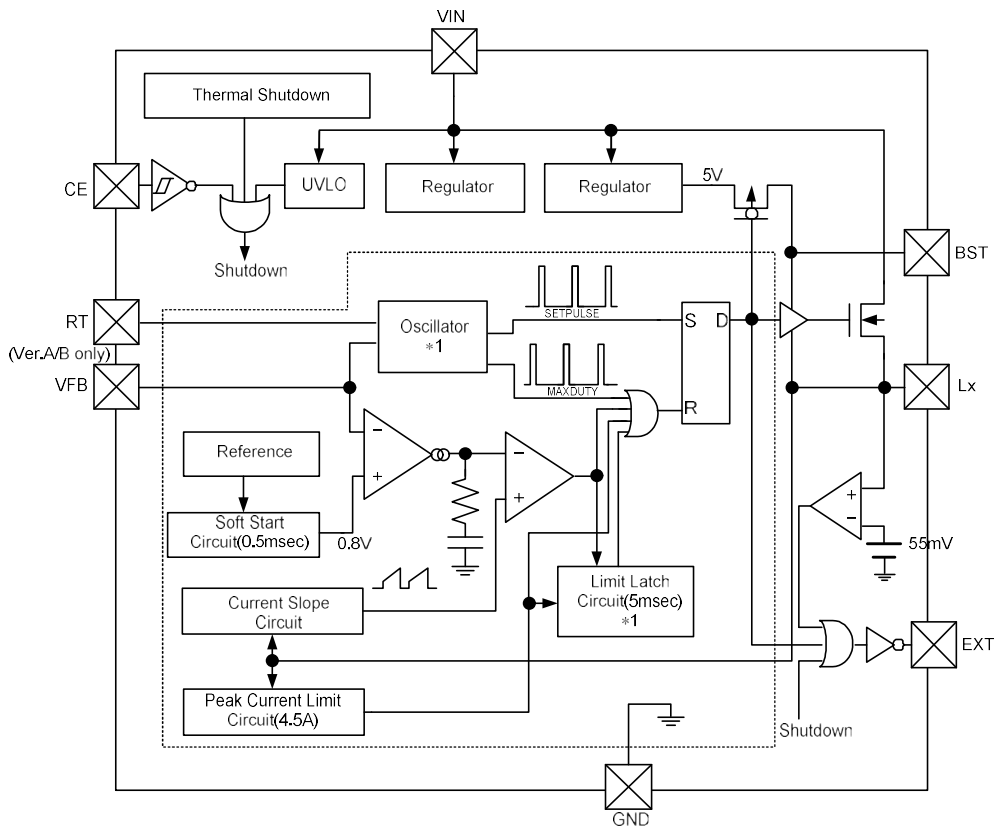 VIN
Thermal Shutdown
CE
UVLO
Regulator
Regulator
5V
Shutdown
BST
RT
(Ver.A/B only)
Oscillator
*1
SETPULSE
S
D
VFB
MAXDUTY
R
Lx
−
+
Reference
Soft Start
Circuit(0.5msec)
0.8V
−
+
+
−
55mV
Current Slope
Circuit
Limit Latch
Circuit(5msec)
*1
EXT
Peak Current Limit
Circuit(4.5A)
Shutdown
GND